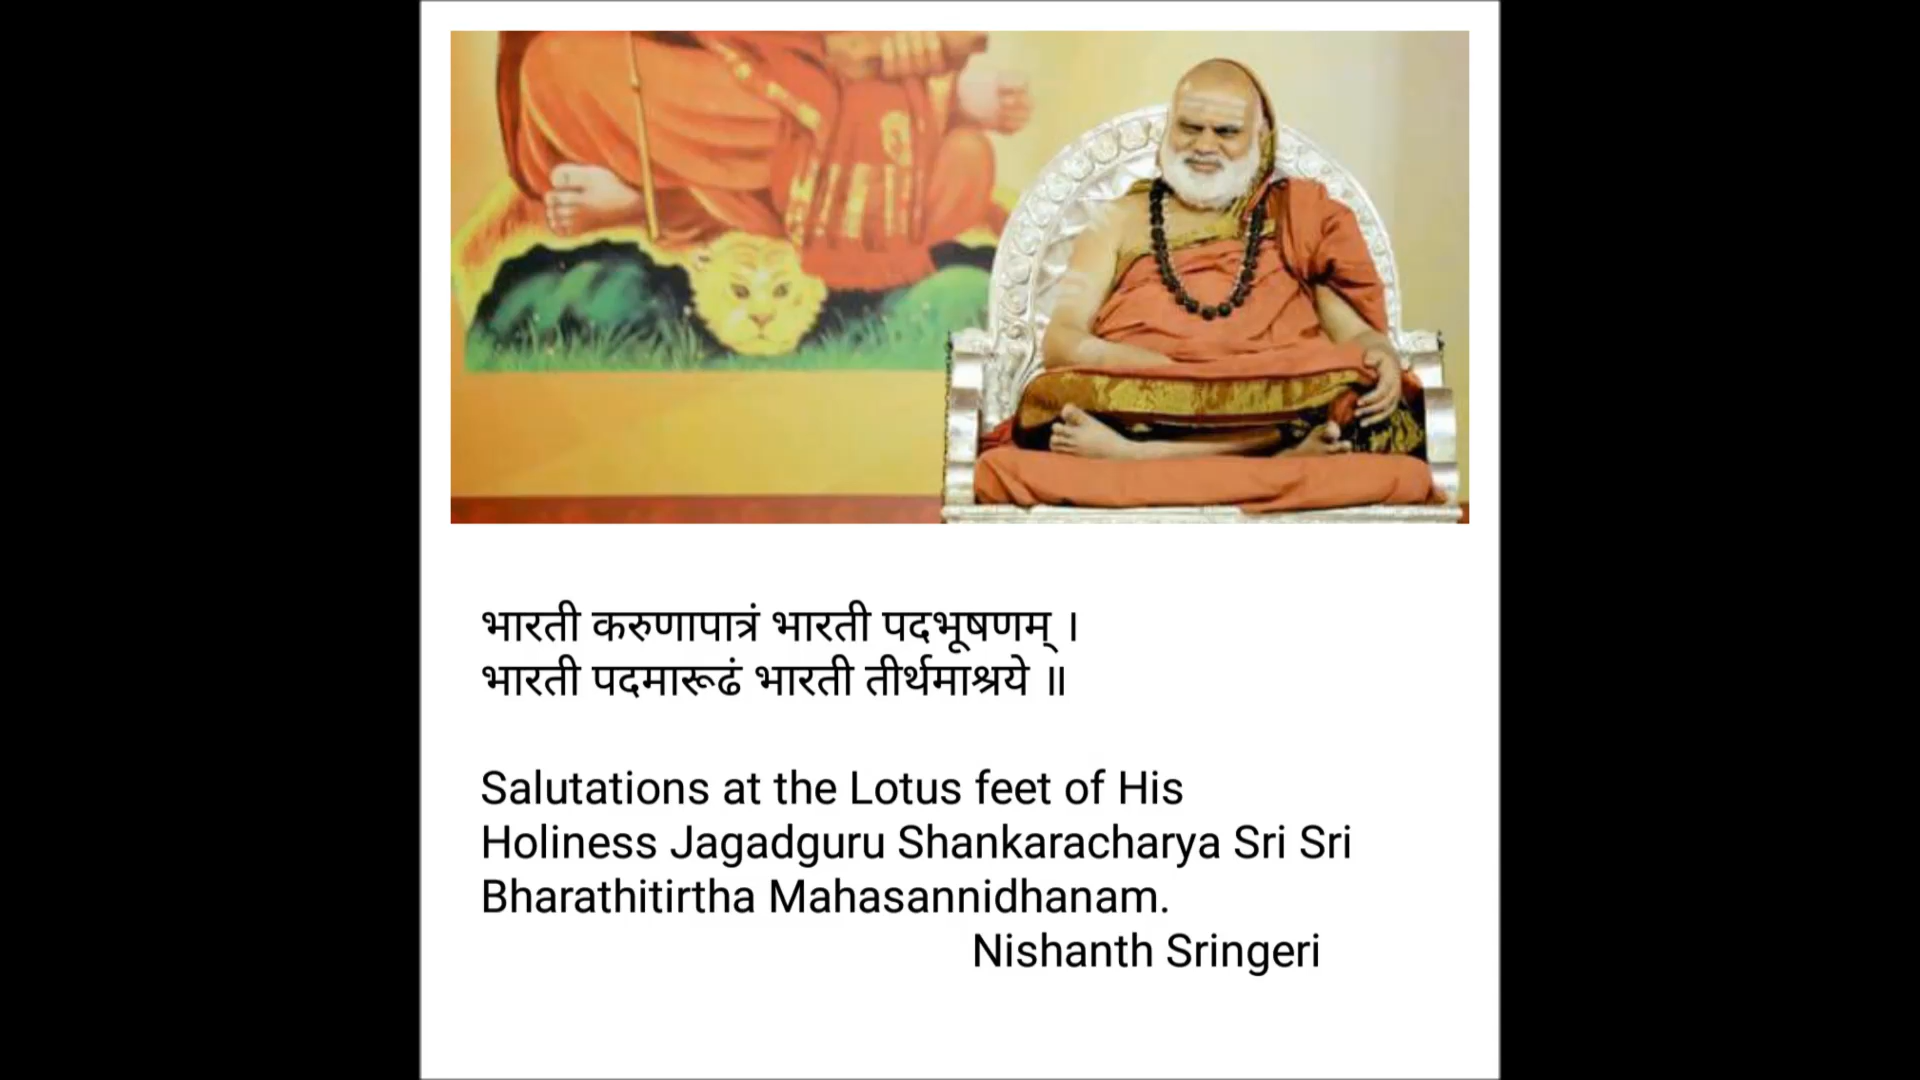 भारती करुणापात्रं भारती पदभूषणम् ।
भारती पदमारूढं भारती तीर्थमाश्रये ॥
Salutations at the Lotus feet of His
Holiness Jagadguru Shankaracharya Sri Sri
Bharathitirtha Mahasannidhanam.
Nishanth Sringeri